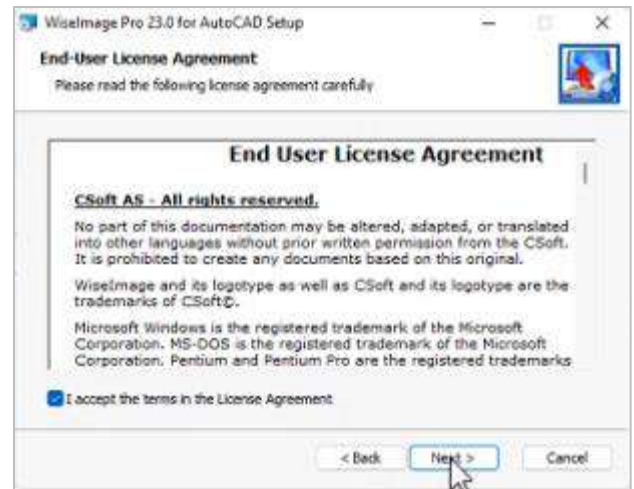 WiseImage Pro 23.0 for AutoCAD Setup
End-User License Agreement
Please read the following license agreement carefully
End User License Agreement
CSoft AS - All rights reserved.
No part of this documentation may be altered, adapted, or translated
into other languages without prior written permission from the CSoft.
It is prohibited to create any documents based on this original.
WiseImage and its logotype as well as CSoft and its logotype are the
trademarks of CSoft©.
Microsoft Windows is the registered trademark of the Microsoft
Corporation. MS-DOS is the registered trademark of the Microsoft
Corporation. Pentium and Pentium Pro are the registered trademarks
I accept the terms in the License Agreement
< Back Next > Cancel